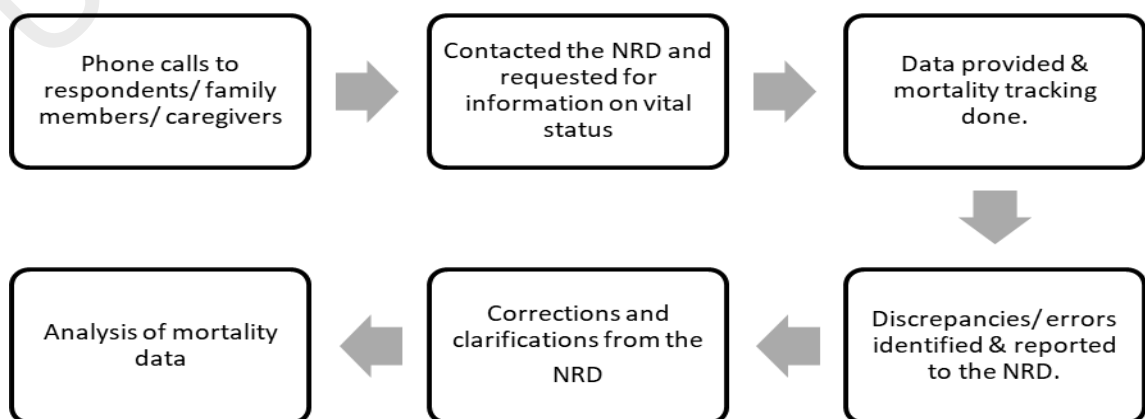 Phone calls to
respondents/ family
members/ caregivers
Contacted the NRD and
requested for
information on vital
status
Data provided &
mortality tracking
done.
Discrepancies/ errors
identified & reported
to the NRD.
Corrections and
clarifications from the
NRD
Analysis of mortality
data